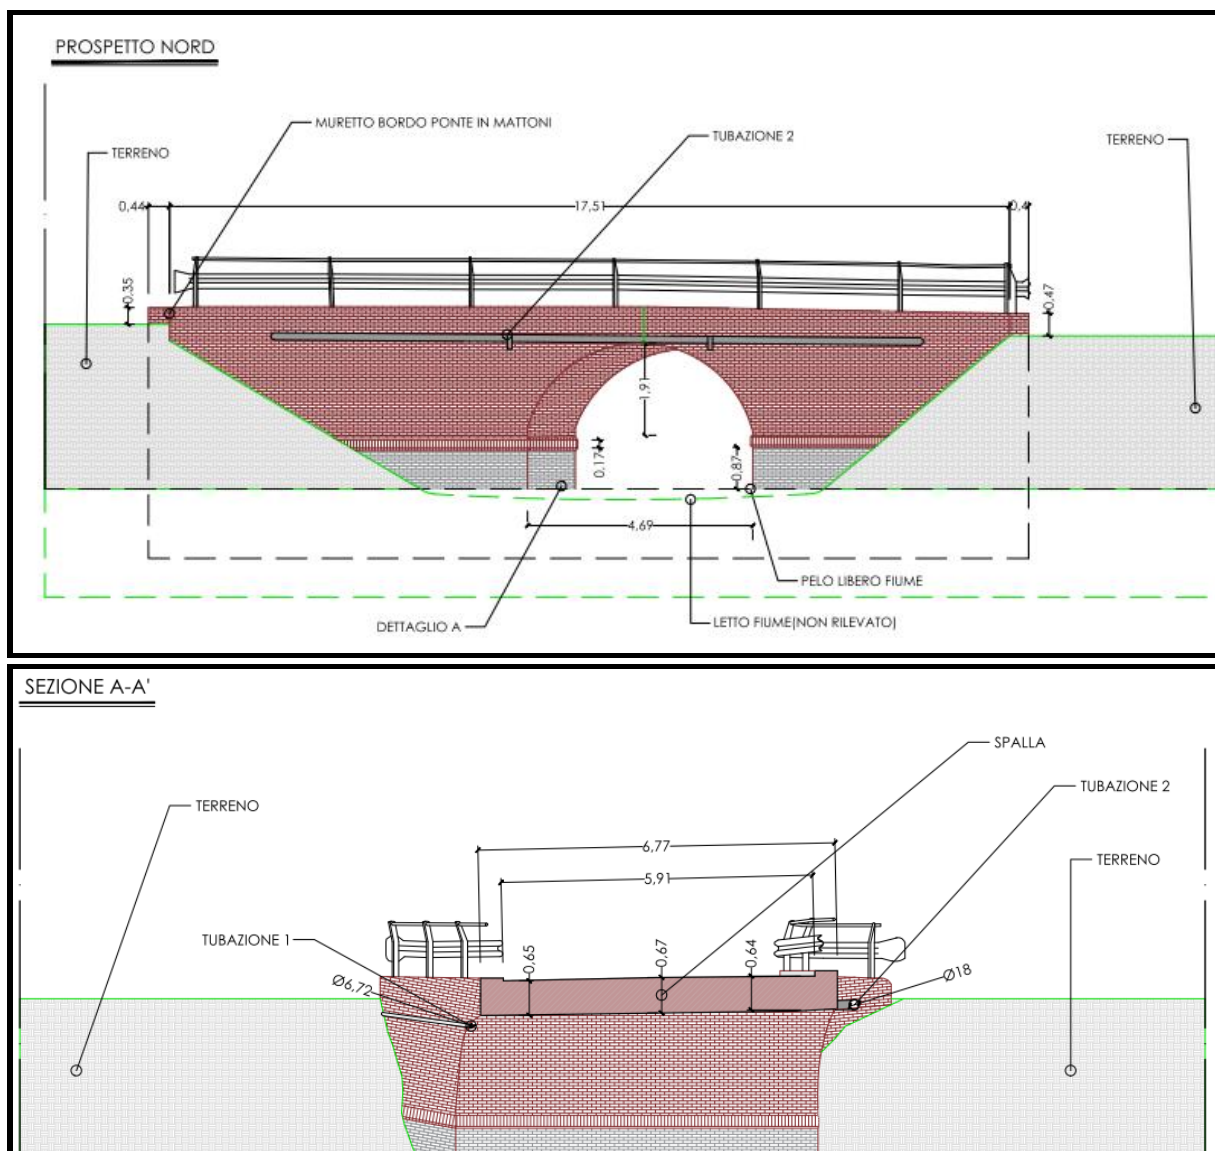 PROSPETTO NORD
MURETTO BORDO PONTE IN MATTONI
TUBAZIONE 2
TERRENO
TERRENO
0,44
17,51
0,4
0,35
0,47
1,91
0,17
0,87
4,69
PELO LIBERO FIUME
DETTAGLIO A
LETTO FIUME(NON RILEVATO)
SEZIONE A-A'
SPALLA
TUBAZIONE 2
TERRENO
6,77
TERRENO
5,91
TUBAZIONE 1
0,65
0,67
0,64
Ø6,72
Ø18